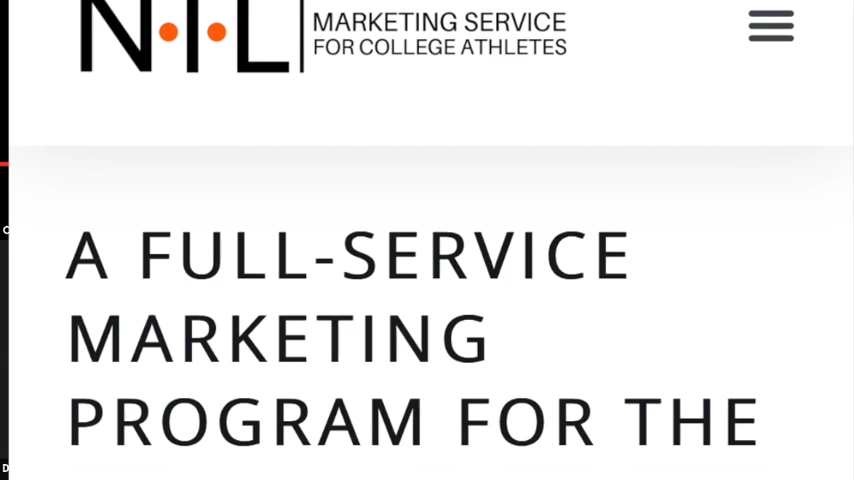 N•I•L
MARKETING SERVICE
FOR COLLEGE ATHLETES
A FULL-SERVICE
MARKETING
PROGRAM FOR THE